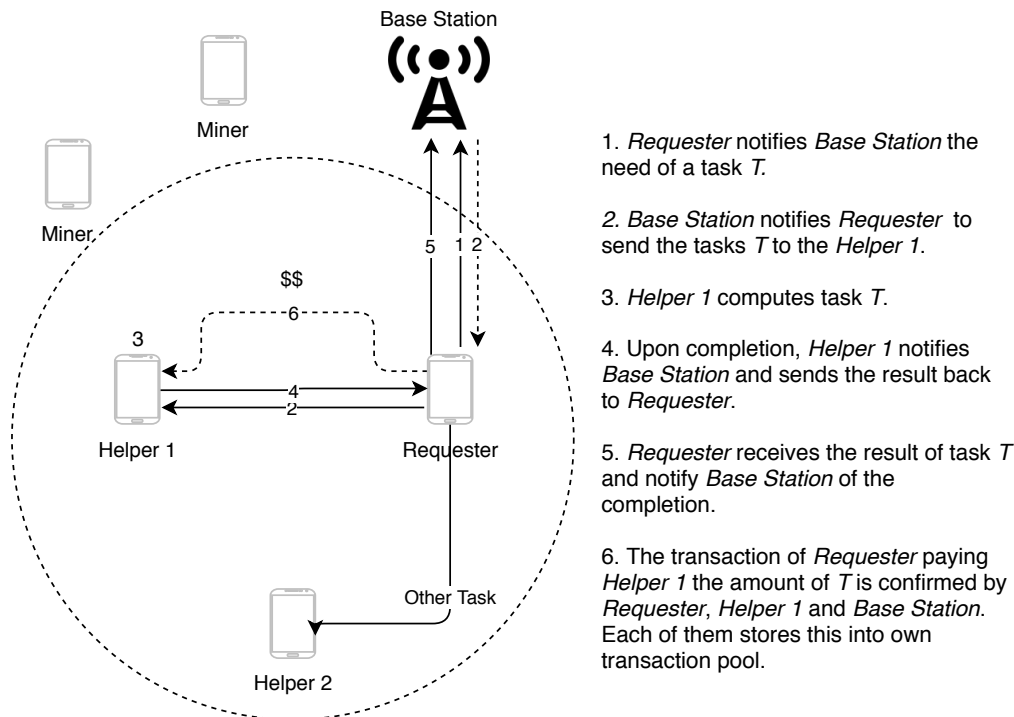 Base Station
Miner
Miner
5
1
2
$$
6
3
4
2
Helper 1
Requester
Other Task
Helper 2
1. Requester notifies Base Station the
need of a task T.
2. Base Station notifies Requester to
send the tasks T to the Helper 1.
3. Helper 1 computes task T.
4. Upon completion, Helper 1 notifies
Base Station and sends the result back
to Requester.
5. Requester receives the result of task T
and notify Base Station of the
completion.
6. The transaction of Requester paying
Helper 1 the amount of T is confirmed by
Requester, Helper 1 and Base Station.
Each of them stores this into own
transaction pool.